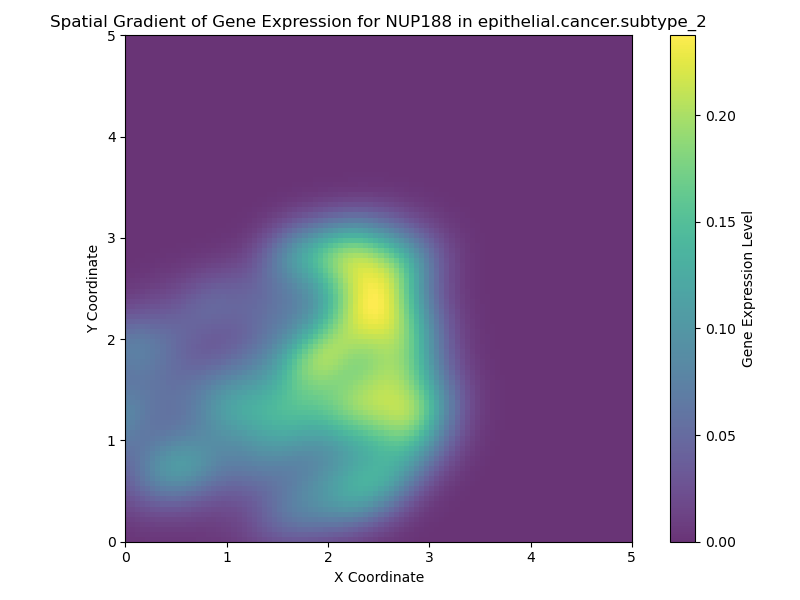 Spatial Gradient of Gene Expression for NUP188 in epithelial.cancer.subtype_2
5
4
3
2
1
0
Y Coordinate
0 1 2 3 4 5
X Coordinate
0.20
0.15
0.10
0.05
0.00
Gene Expression Level